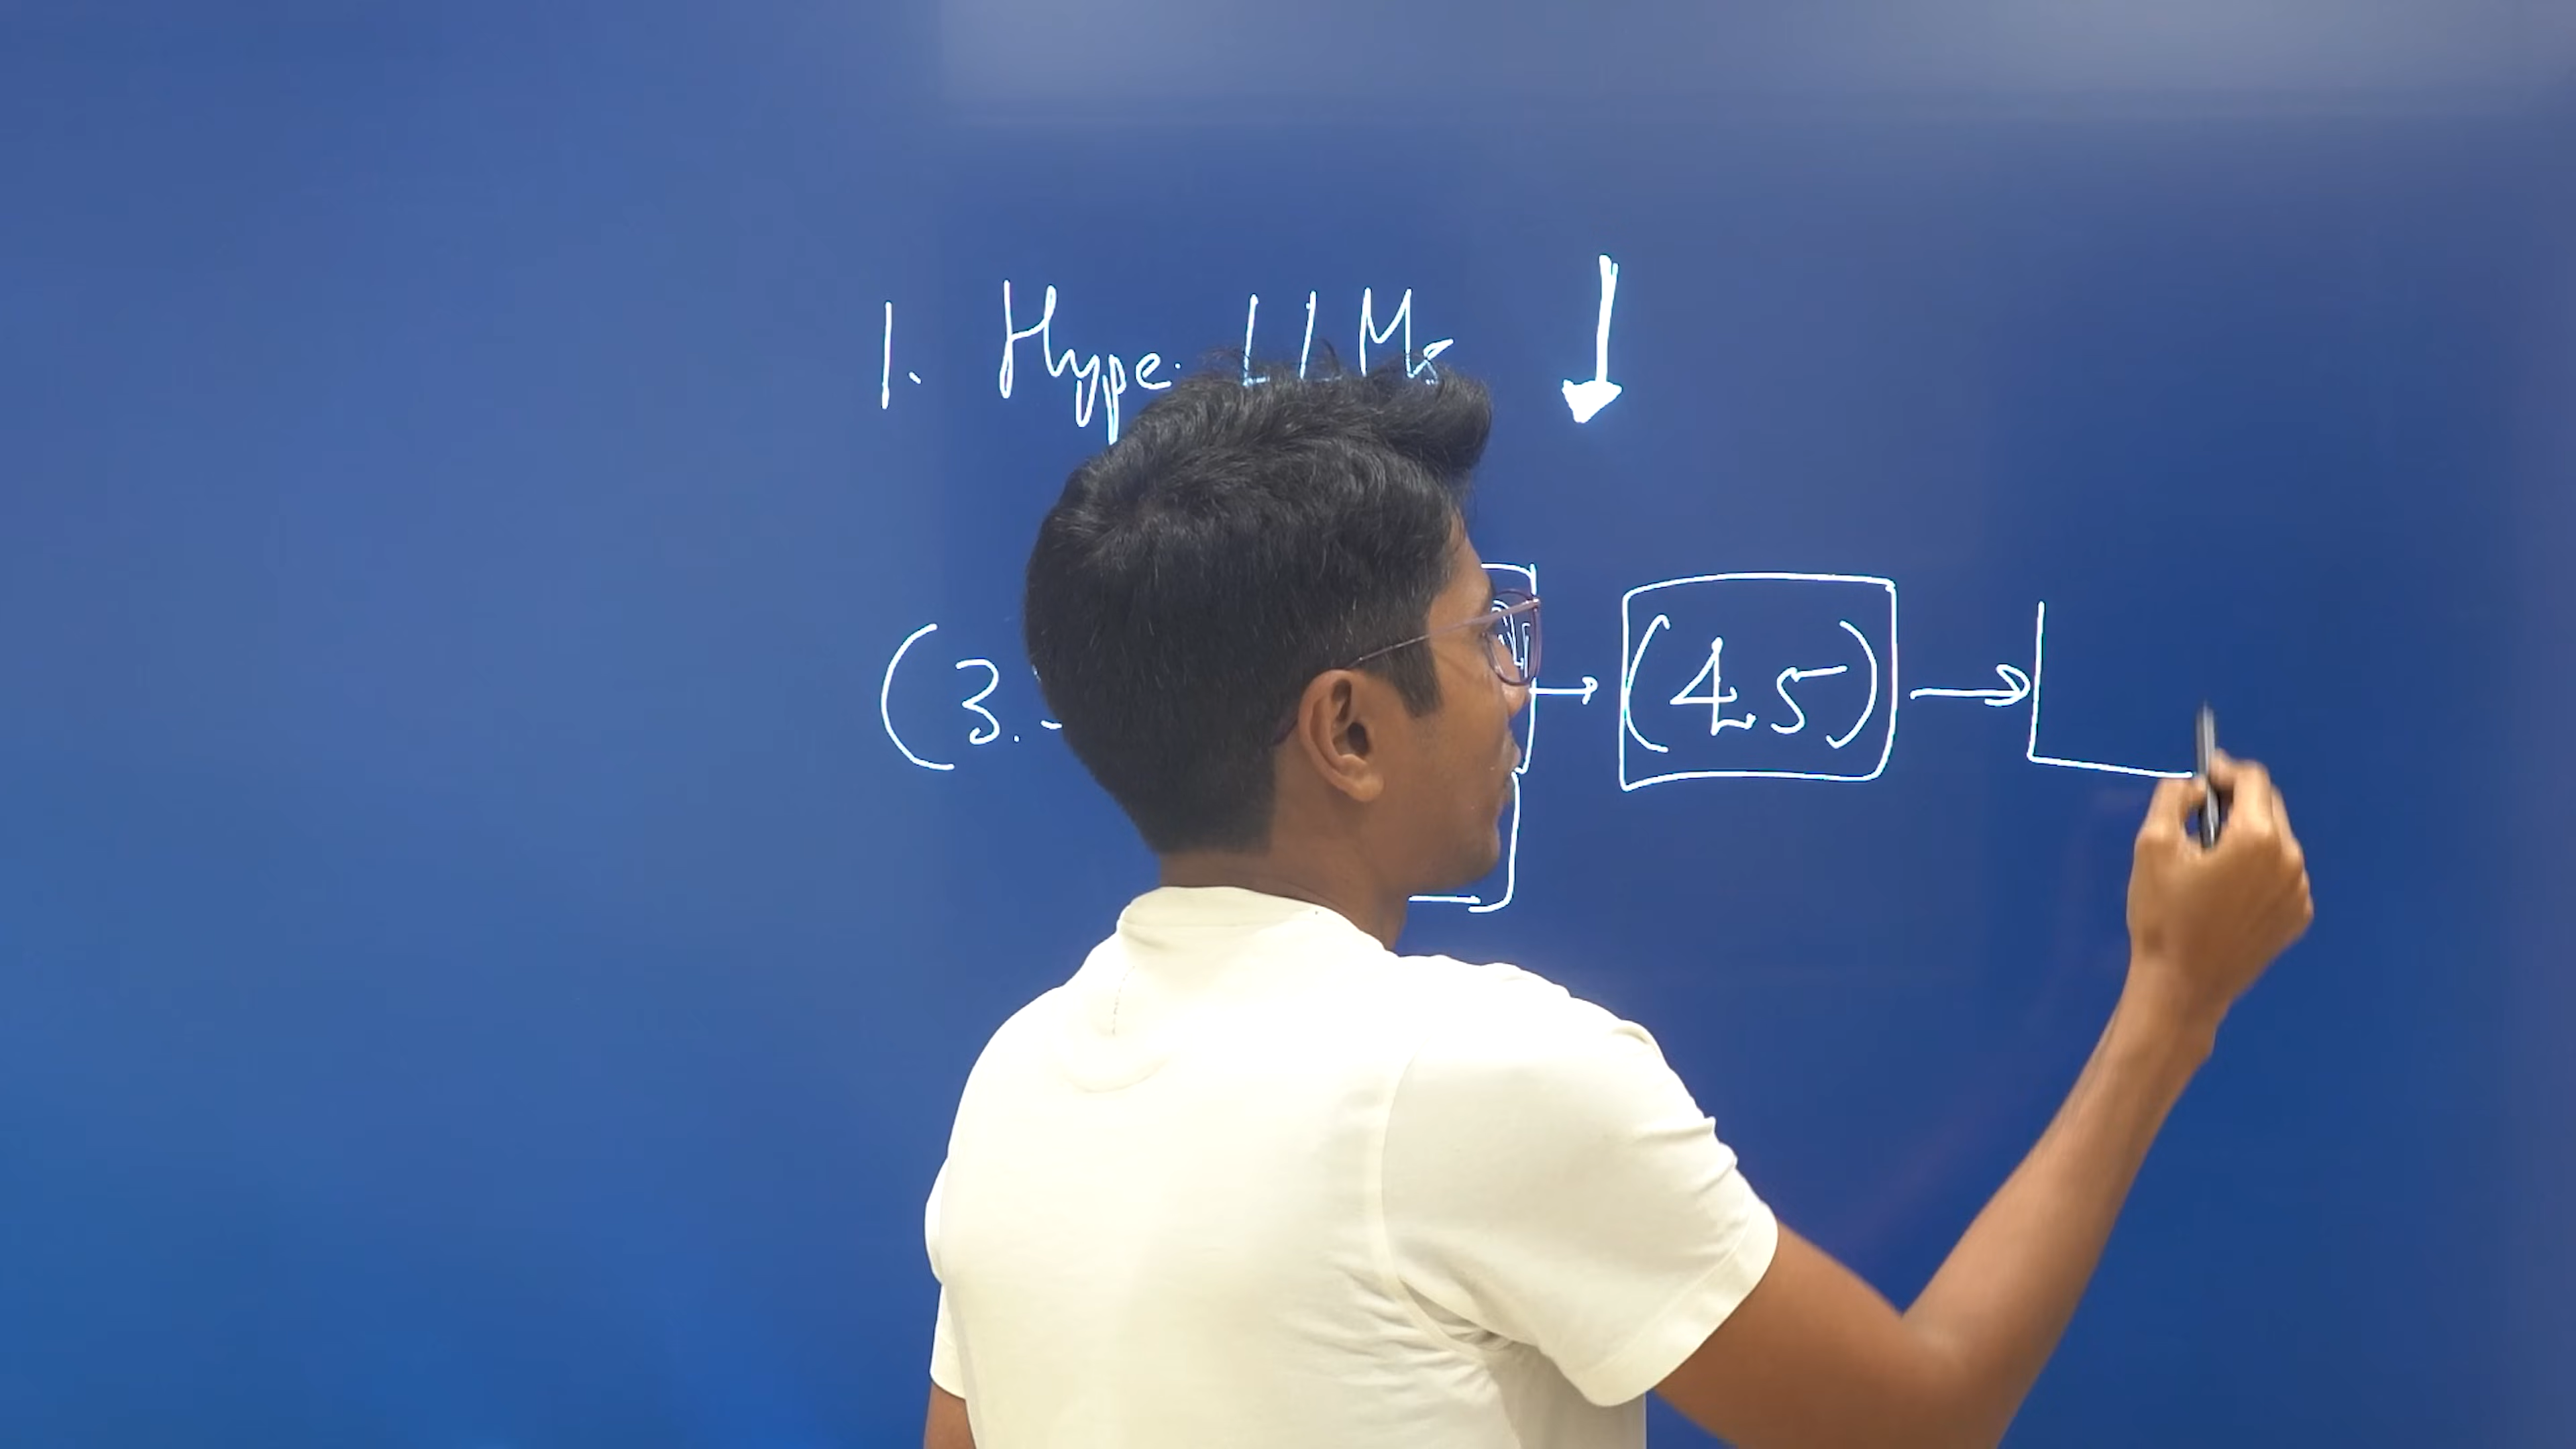 1. Hype LLMs ↓
(3. → (4.5) →